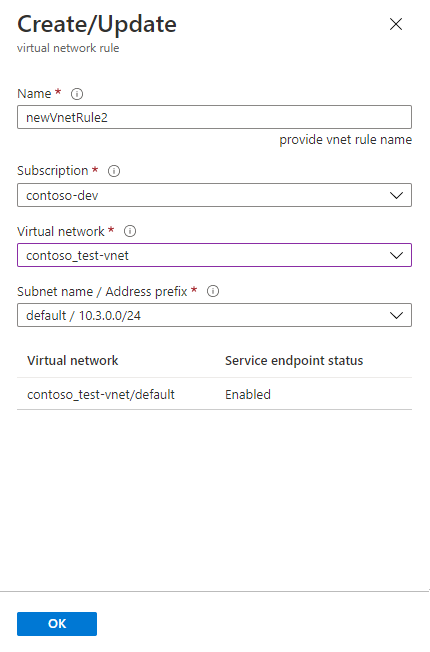 Create/Update
virtual network rule
Name *
newVnetRule2
provide vnet rule name
Subscription *
contoso-dev
Virtual network *
contoso_test-vnet
Subnet name / Address prefix *
default / 10.3.0.0/24
Virtual network Service endpoint status
contoso_test-vnet/default Enabled
OK